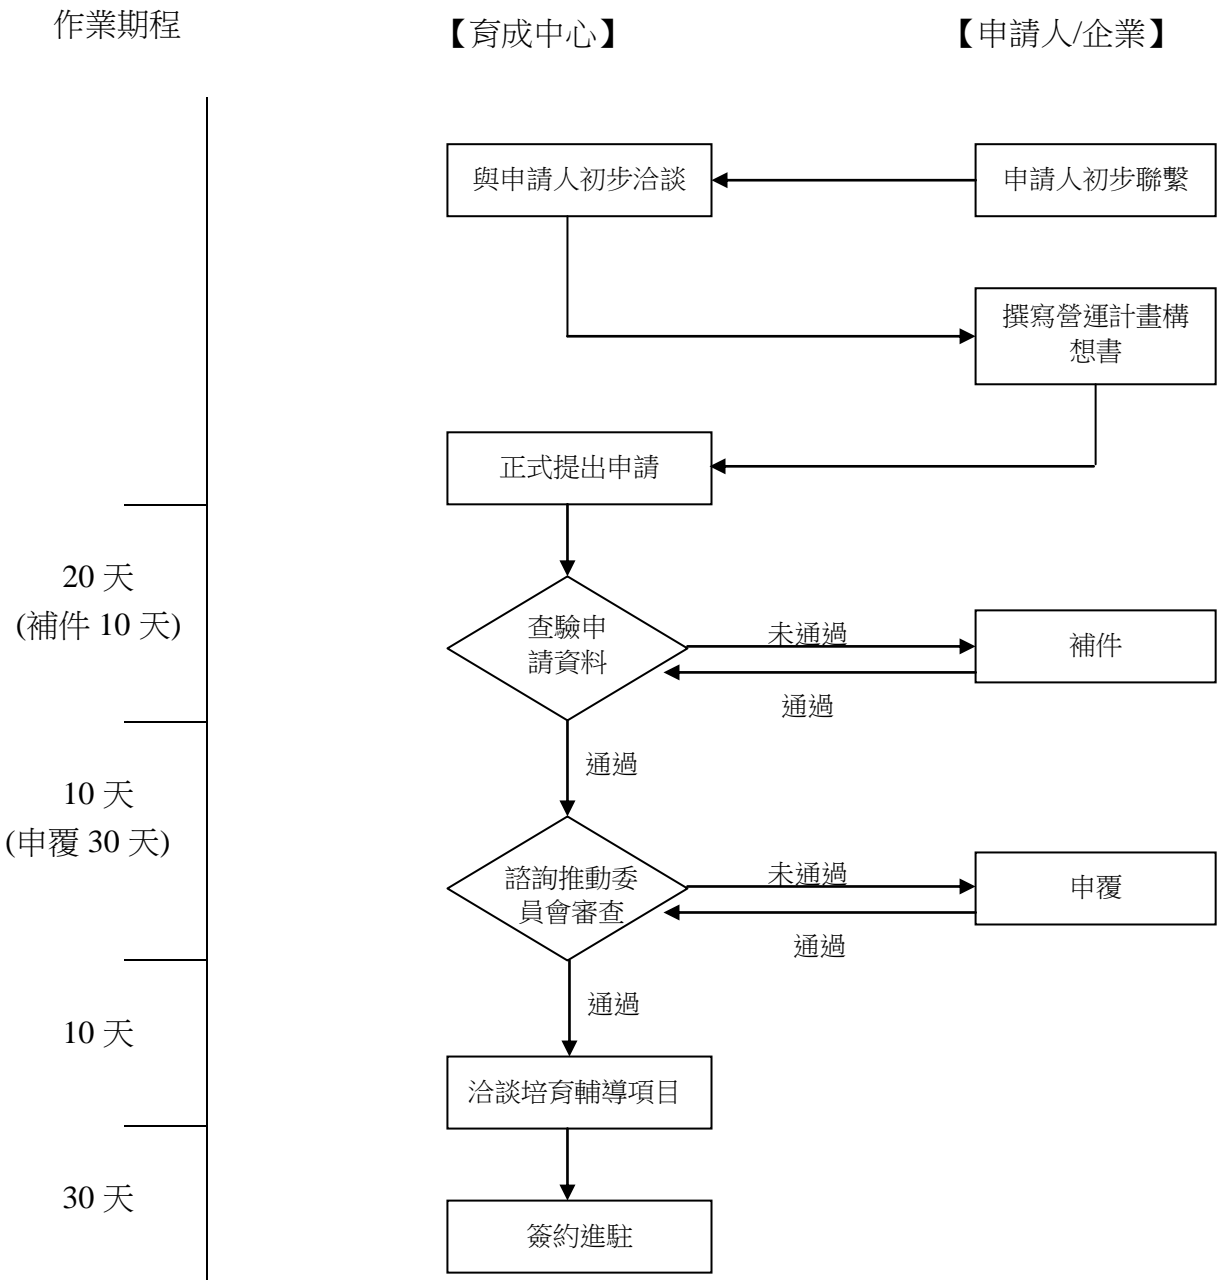 作業期程
【育成中心】
【申請人/企業】
與申請人初步洽談
申請人初步聯繫
撰寫營運計畫構
想書
正式提出申請
20 天
(補件 10 天)
查驗申
請資料
未通過
補件
通過
通過
10 天
(申覆 30 天)
諮詢推動委
員會審查
未通過
申覆
通過
通過
10 天
洽談培育輔導項目
30 天
簽約進駐